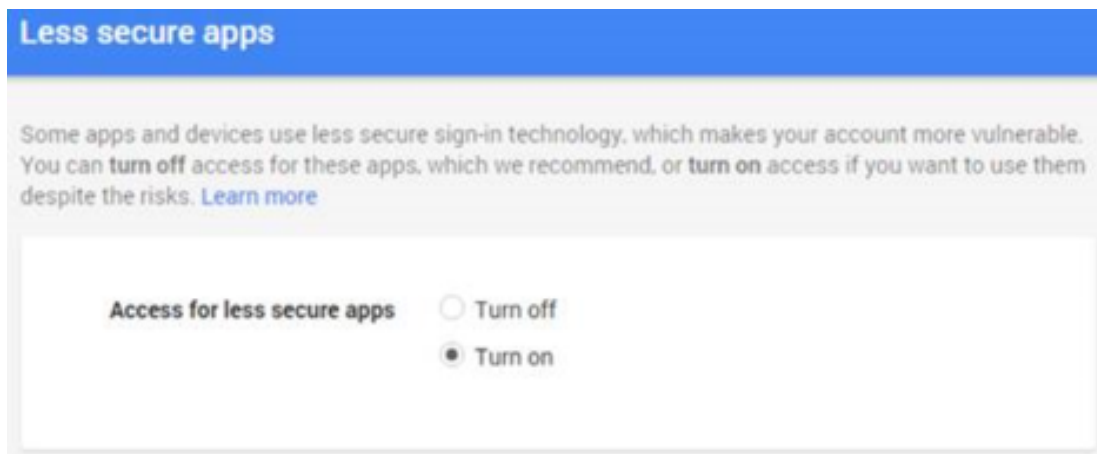 Less secure apps
Some apps and devices use less secure sign-in technology, which makes your account more vulnerable.
You can turn off access for these apps, which we recommend, or turn on access if you want to use them
despite the risks. Learn more
Access for less secure apps Turn off
Turn on